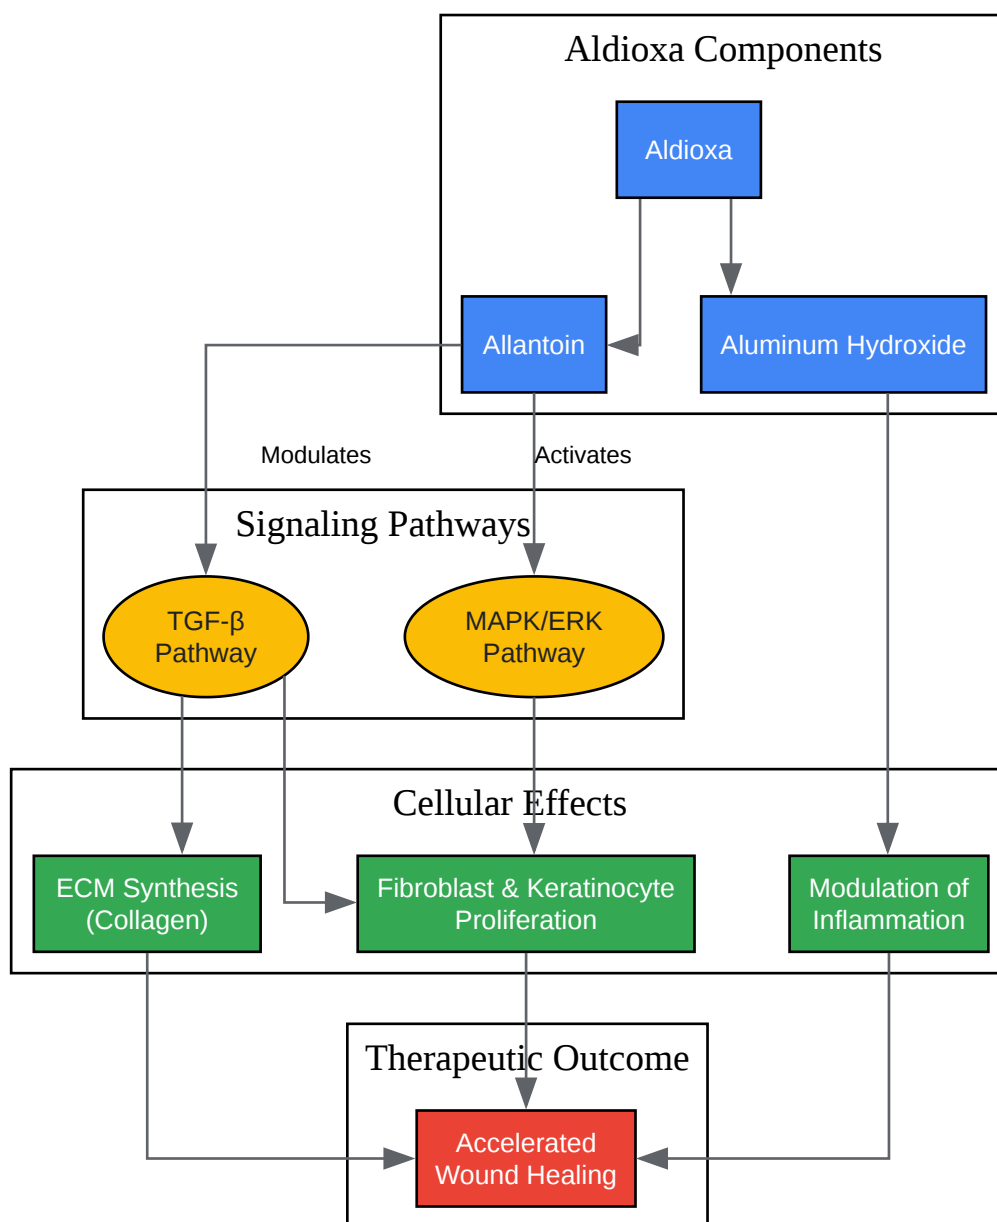 Aldioxa Components
Aldioxa
Allantoin
Aluminum Hydroxide
Modulates
Activates
Signaling Pathways
TGF-β
Pathway
MAPK/ERK
Pathway
Cellular Effects
ECM Synthesis
(Collagen)
Fibroblast & Keratinocyte
Proliferation
Modulation of
Inflammation
Therapeutic Outcome
Accelerated
Wound Healing